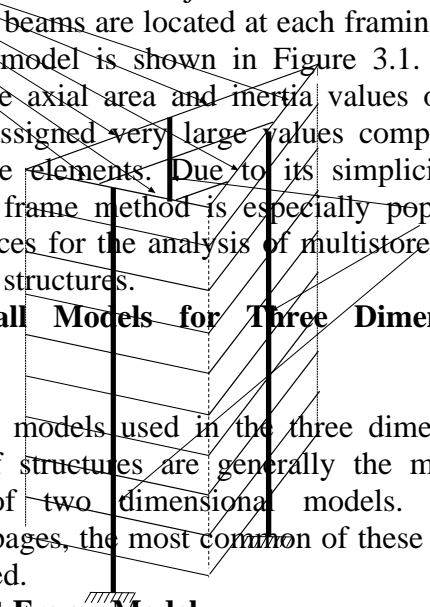 beams are located at each framin
model is shown in Figure 3.1.
e axial area and inertia values o
ssigned very large values comp
e elements. Due to its simplici
frame method is especially pop
ces for the analysis of multistore
structures.
all Models for Three Dimen
models used in the three dime
f structures are generally the m
of two dimensional models.
pages, the most common of these
ed.
Frame Model